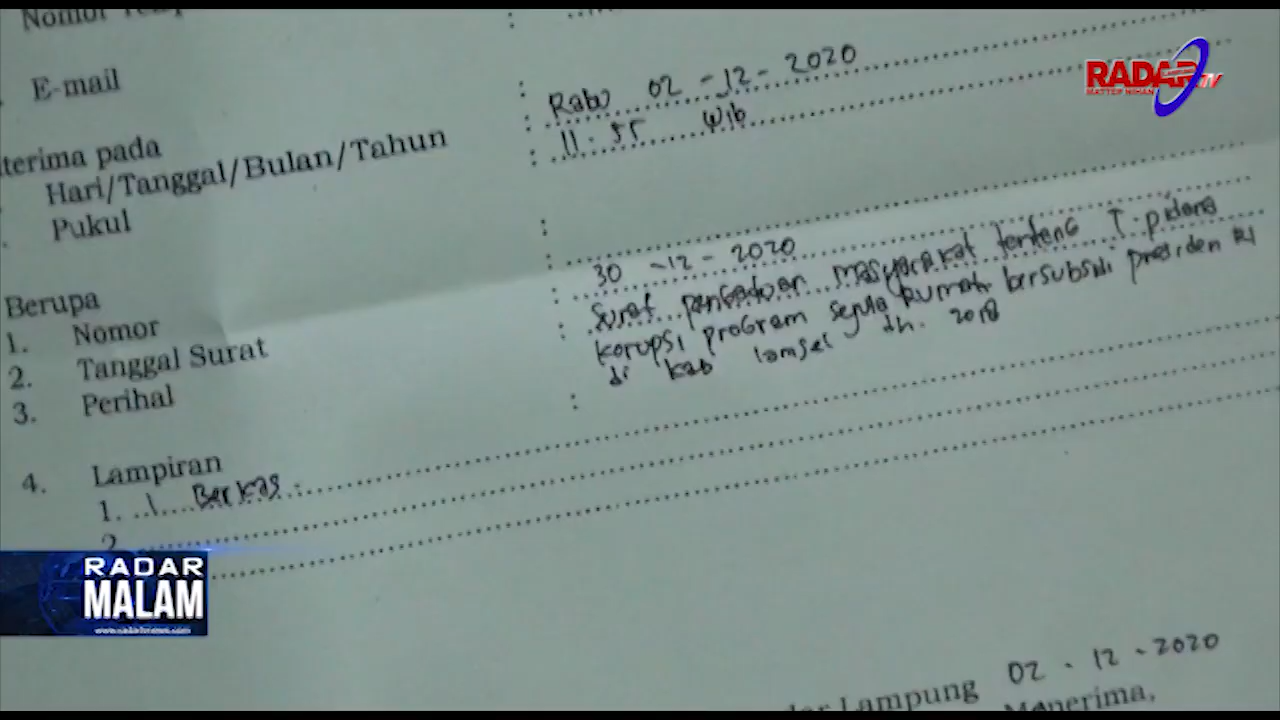 E-mail :
RADAR TV
LAMPUNG
MATTEP NIHAN
terima pada
Hari/Tanggal/Bulan/Tahun : Rabu 02 - 12 - 2020
Pukul : 11.55 Wib
Berupa
1. Nomor :
2. Tanggal Surat : 30 - 12 - 2020
3. Perihal : Surat pengaduan masyarakat tentang T. pidana
korupsi program sejuta Rumah bersubsidi presiden RI
di kab lamsel th. 2018
4. Lampiran :
1. 1 Berkas
2.
RADAR
MALAM
02 - 12 - 2020
Lampung
Menerima,